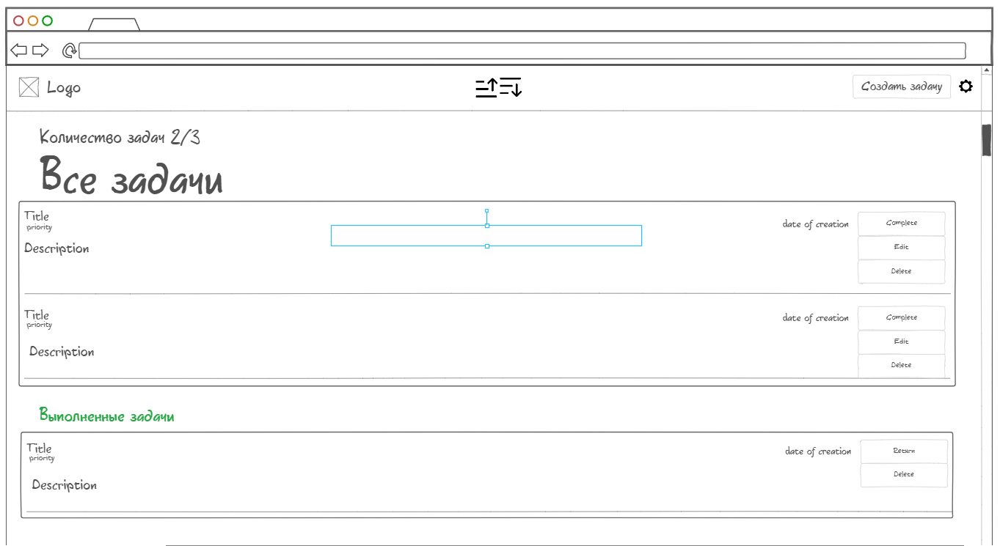 Logo
Создать задачу
Количество задач 2/3
Все задачи
Title
priority
date of creation
Complete
Description
Edit
Delete
Title
priority
date of creation
Complete
Edit
Description
Delete
Выполненные задачи
Title
priority
date of creation
Return
Delete
Description